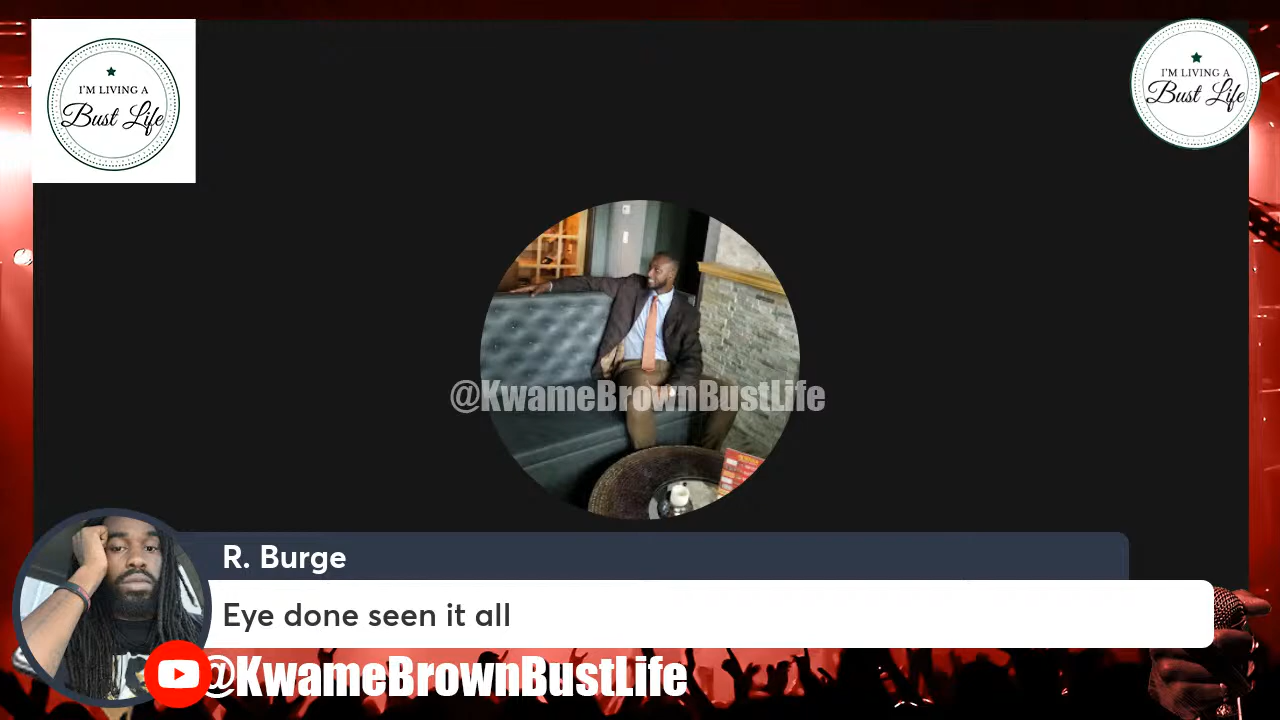 I'M LIVING A
Bust Life
I'M LIVING A
Bust Life
@KwameBrownBustLife
R. Burge
Eye done seen it all
@KwameBrownBustLife